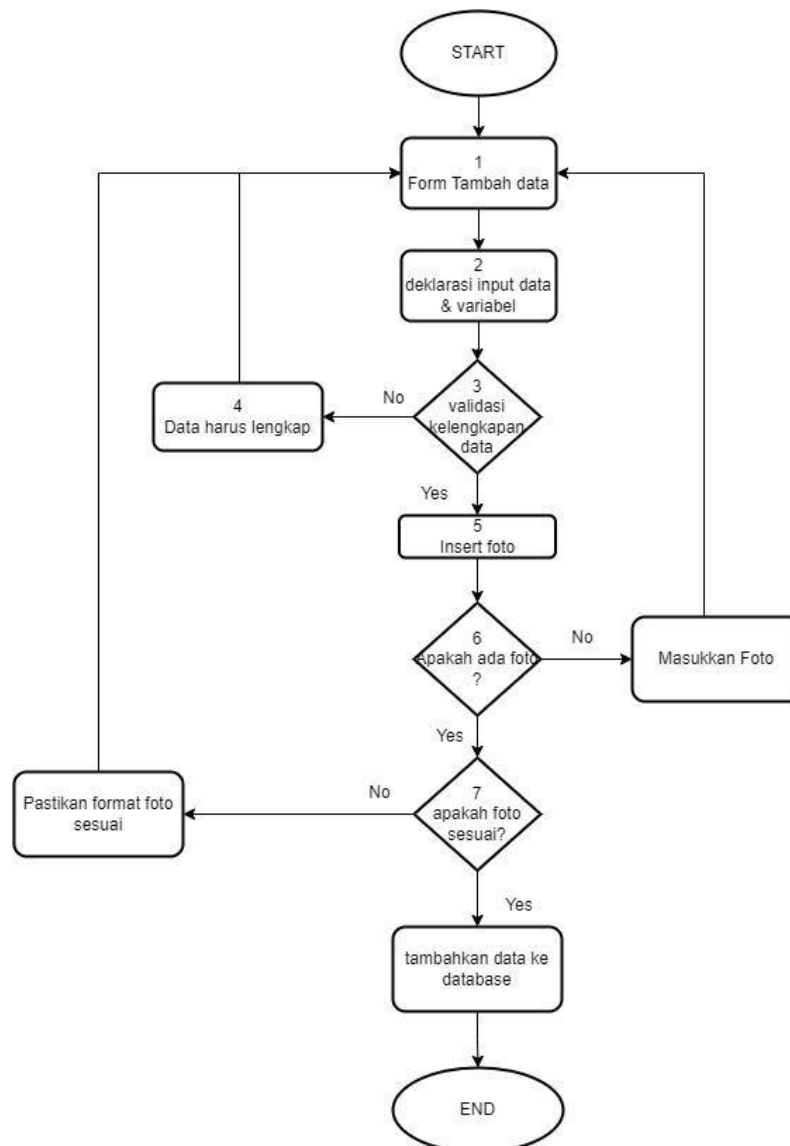 START
1
Form Tambah data
2
deklarasi input data
& variabel
3
validasi
kelengkapan
data
No
4
Data harus lengkap
Yes
5
Insert foto
6
Apakah ada foto
?
No
Masukkan Foto
Yes
7
apakah foto
sesuai?
No
Pastikan format foto
sesuai
Yes
tambahkan data ke
database
END